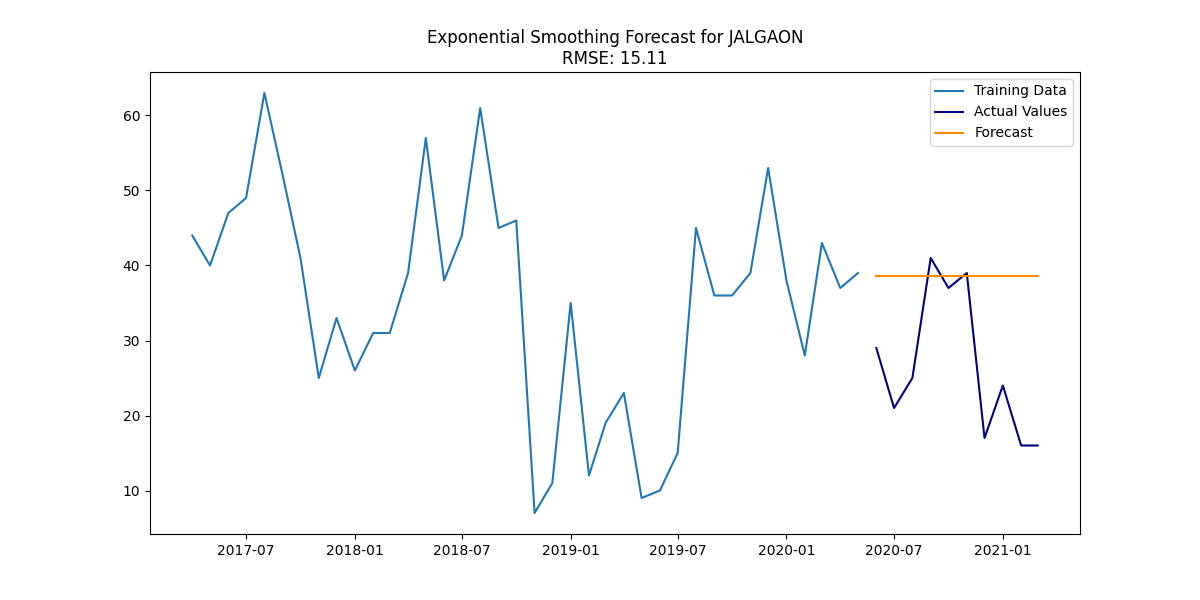 Exponential Smoothing Forecast for JALGAON
RMSE: 15.11
Training Data
Actual Values
Forecast
60
50
40
30
20
10
2017-07 2018-01 2018-07 2019-01 2019-07 2020-01 2020-07 2021-01